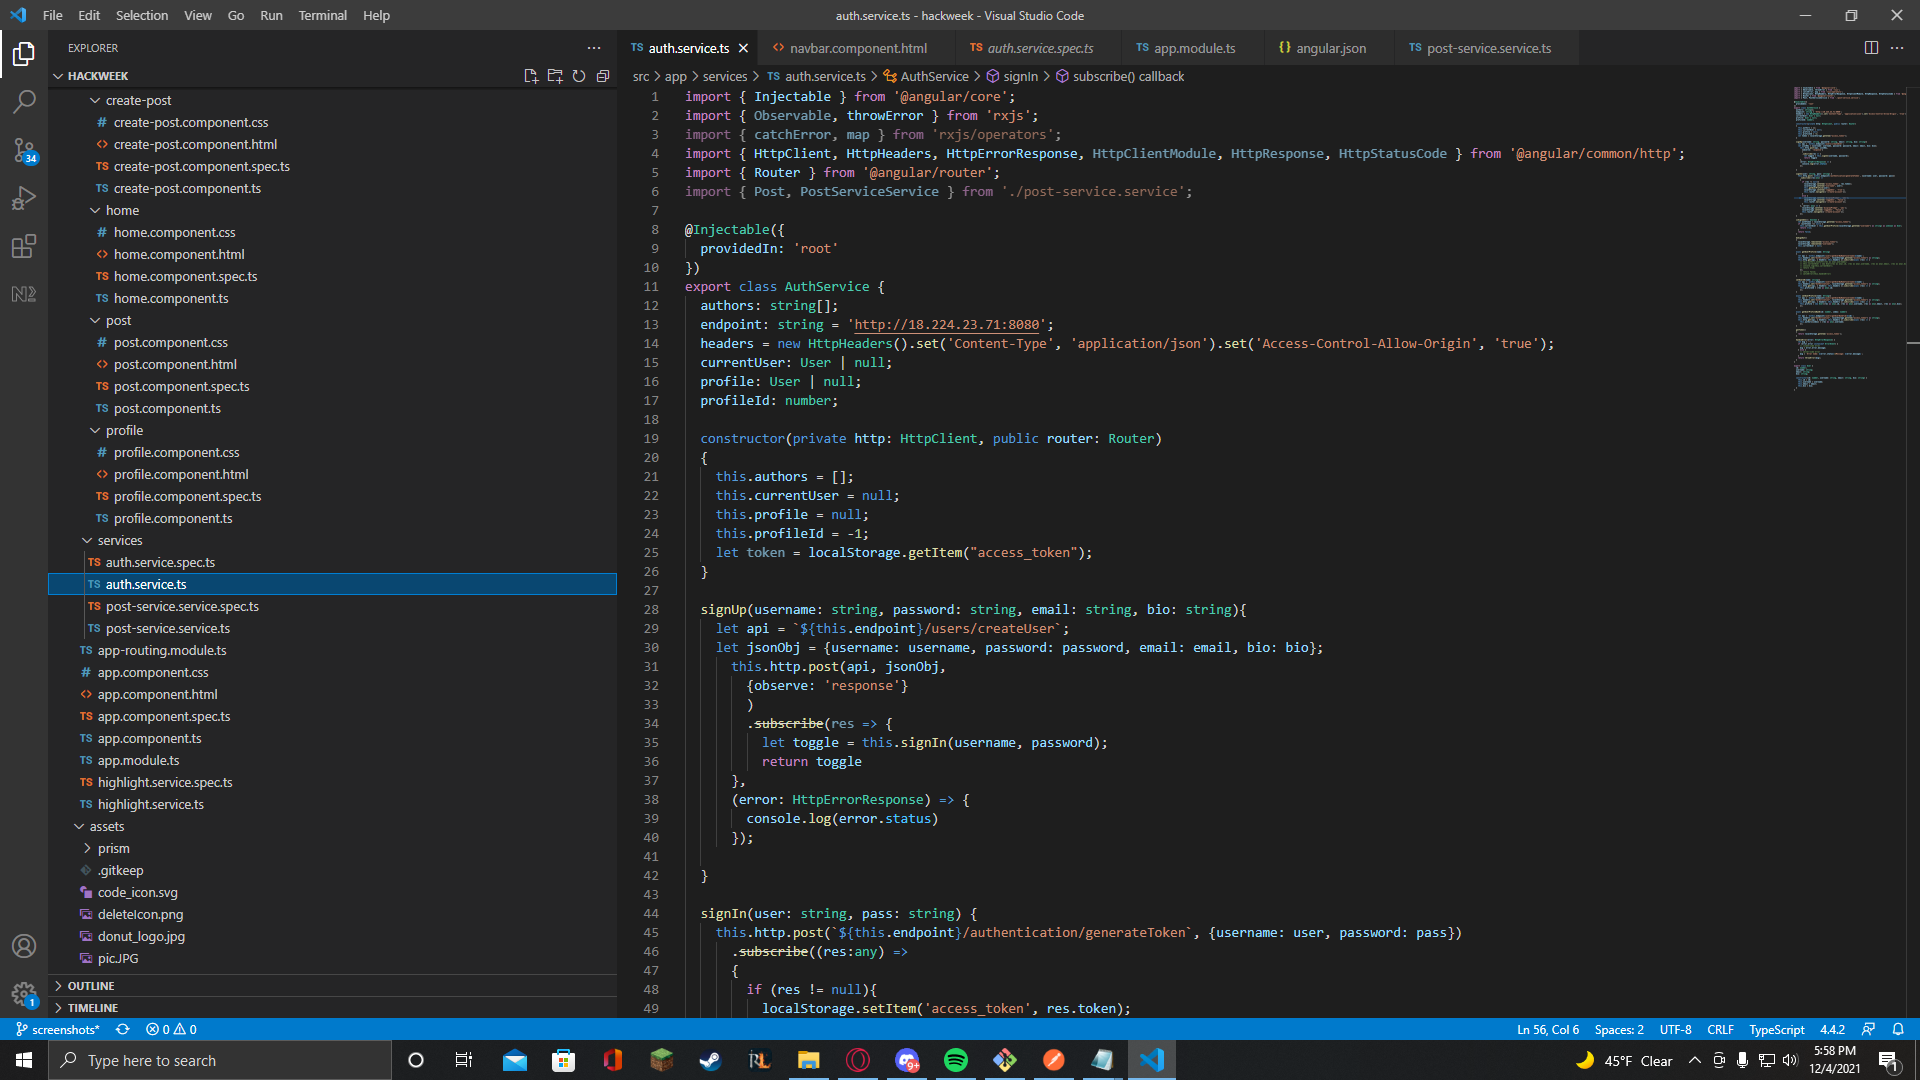 File Edit Selection View Go Run Terminal Help
auth.service.ts - hackweek - Visual Studio Code
EXPLORER
HACKWEEK
create-post
create-post.component.css
create-post.component.html
create-post.component.spec.ts
create-post.component.ts
home
home.component.css
home.component.html
home.component.spec.ts
home.component.ts
post
post.component.css
post.component.html
post.component.spec.ts
post.component.ts
profile
profile.component.css
profile.component.html
profile.component.spec.ts
profile.component.ts
services
auth.service.spec.ts
auth.service.ts
post-service.service.spec.ts
post-service.service.ts
app-routing.module.ts
app.component.css
app.component.html
app.component.spec.ts
app.component.ts
app.module.ts
highlight.service.spec.ts
highlight.service.ts
assets
prism
.gitkeep
code_icon.svg
deleteIcon.png
donut_logo.jpg
pic.JPG
OUTLINE
TIMELINE
34
1
TS auth.service.ts navbar.component.html TS auth.service.spec.ts TS app.module.ts {} angular.json TS post-service.service.ts
src > app > services > TS auth.service.ts > AuthService > signIn > subscribe() callback
1 import { Injectable } from '@angular/core';
2 import { Observable, throwError } from 'rxjs';
3 import { catchError, map } from 'rxjs/operators';
4 import { HttpClient, HttpHeaders, HttpErrorResponse, HttpClientModule, HttpResponse, HttpStatusCode } from '@angular/common/http';
5 import { Router } from '@angular/router';
6 import { Post, PostServiceService } from './post-service.service';
7
8 @Injectable({
9 providedIn: 'root'
10 })
11 export class AuthService {
12 authors: string[];
13 endpoint: string = 'http://18.224.23.71:8080';
14 headers = new HttpHeaders().set('Content-Type', 'application/json').set('Access-Control-Allow-Origin', 'true');
15 currentUser: User | null;
16 profile: User | null;
17 profileId: number;
18
19 constructor(private http: HttpClient, public router: Router)
20 {
21 this.authors = [];
22 this.currentUser = null;
23 this.profile = null;
24 this.profileId = -1;
25 let token = localStorage.getItem("access_token");
26 }
27
28 signUp(username: string, password: string, email: string, bio: string){
29 let api = `${this.endpoint}/users/createUser`;
30 let jsonObj = {username: username, password: password, email: email, bio: bio};
31 this.http.post(api, jsonObj,
32 {observe: 'response'}
33 )
34 .subscribe(res => {
35 let toggle = this.signIn(username, password);
36 return toggle
37 },
38 (error: HttpErrorResponse) => {
39 console.log(error.status)
40 });
41
42 }
43
44 signIn(user: string, pass: string) {
45 this.http.post(`${this.endpoint}/authentication/generateToken`, {username: user, password: pass})
46 .subscribe((res:any) =>
47 {
48 if (res != null){
49 localStorage.setItem('access_token', res.token);
screenshots* 0 0 Ln 56, Col 6 Spaces: 2 UTF-8 CRLF TypeScript 4.4.2
Type here to search
RL
9+
45°F Clear
5:58 PM
12/4/2021
1